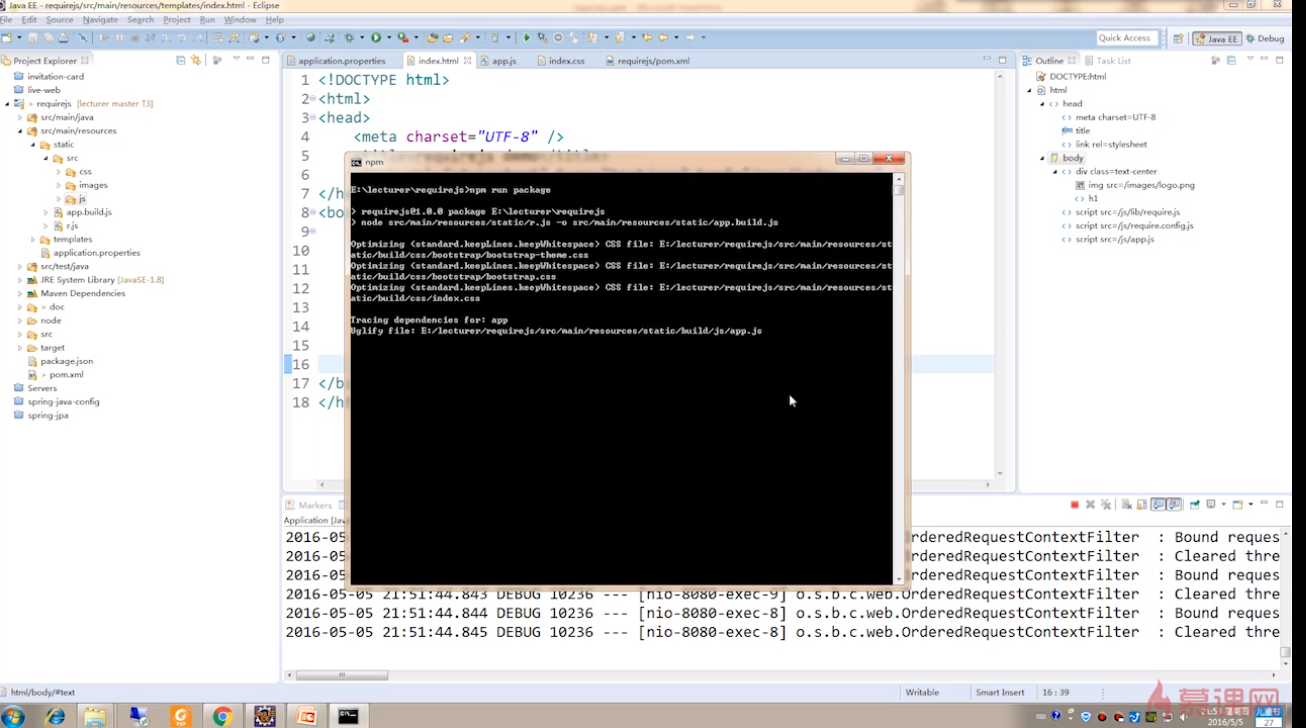 Java EE - requirejs/src/main/resources/templates/index.html - Eclipse
File Edit Source Navigate Search Project Run Window Help
Quick Access
Java EE
Debug
Project Explorer
invitation-card
live-web
requirejs [lecturer master ↑3]
src/main/java
src/main/resources
static
src
css
images
js
app.build.js
r.js
templates
application.properties
src/test/java
JRE System Library [JavaSE-1.8]
Maven Dependencies
doc
node
src
target
package.json
pom.xml
Servers
spring-java-config
spring-jpa
application.properties
index.html
app.js
index.css
requirejs/pom.xml
1 <!DOCTYPE html>
2 <html>
3 <head>
4 <meta charset="UTF-8" />
5
6
7 </h
8 <bo
9
10
11
12
13
14
15
16
17 </b
18 </h
npm
E:\lecturer\requirejs>npm run package
> requirejs@1.0.0 package E:\lecturer\requirejs
> node src/main/resources/static/r.js -o src/main/resources/static/app.build.js
Optimizing (standard.keepLines.keepWhitespace) CSS file: E:/lecturer/requirejs/src/main/resources/st
atic/build/css/bootstrap/bootstrap-theme.css
Optimizing (standard.keepLines.keepWhitespace) CSS file: E:/lecturer/requirejs/src/main/resources/st
atic/build/css/bootstrap/bootstrap.css
Optimizing (standard.keepLines.keepWhitespace) CSS file: E:/lecturer/requirejs/src/main/resources/st
atic/build/css/index.css
Tracing dependencies for: app
Uglify file: E:/lecturer/requirejs/src/main/resources/static/build/js/app.js
Outline
Task List
DOCTYPE:html
html
head
meta charset=UTF-8
title
link rel=stylesheet
body
div class=text-center
img src=/images/logo.png
h1
script src=/js/lib/require.js
script src=/js/require.config.js
script src=/js/app.js
Markers
Application [Jav
2016-05 rderedRequestContextFilter : Bound reques
2016-05 rderedRequestContextFilter : Cleared thre
2016-05 rderedRequestContextFilter : Bound reques
2016-05-05 21:51:44.843 DEBUG 10236 --- [nio-8080-exec-9] o.s.b.c.web.OrderedRequestContextFilter : Cleared thre
2016-05-05 21:51:44.844 DEBUG 10236 --- [nio-8080-exec-8] o.s.b.c.web.OrderedRequestContextFilter : Bound reques
2016-05-05 21:51:44.845 DEBUG 10236 --- [nio-8080-exec-8] o.s.b.c.web.OrderedRequestContextFilter : Cleared thre
html/body/#text
Writable
Smart Insert
16 : 39
慕课网
2016/5/5
27